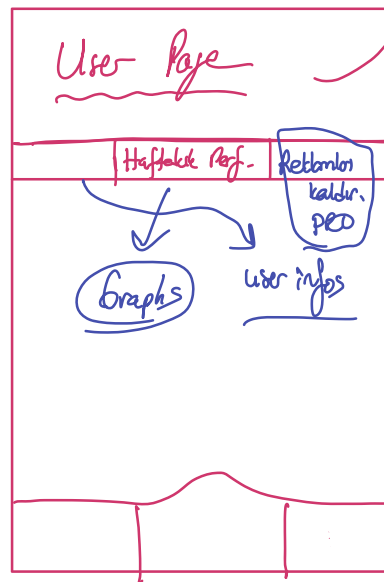 User Page
Haftalık Perf.
Reklamları
kaldır.
PRO
Graphs
user infos